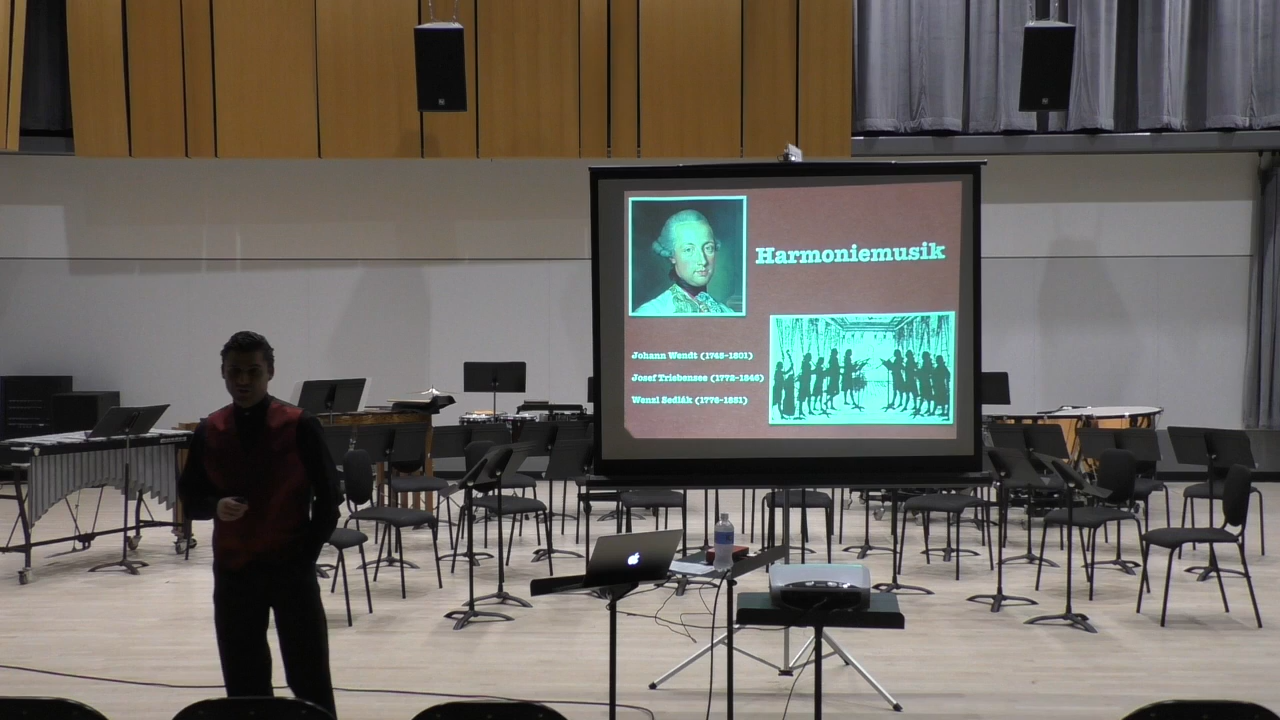 Harmoniemusik
Johann Wendt (1745-1801)
Josef Triebensee (1772-1846)
Wenzl Sedlák (1776-1851)